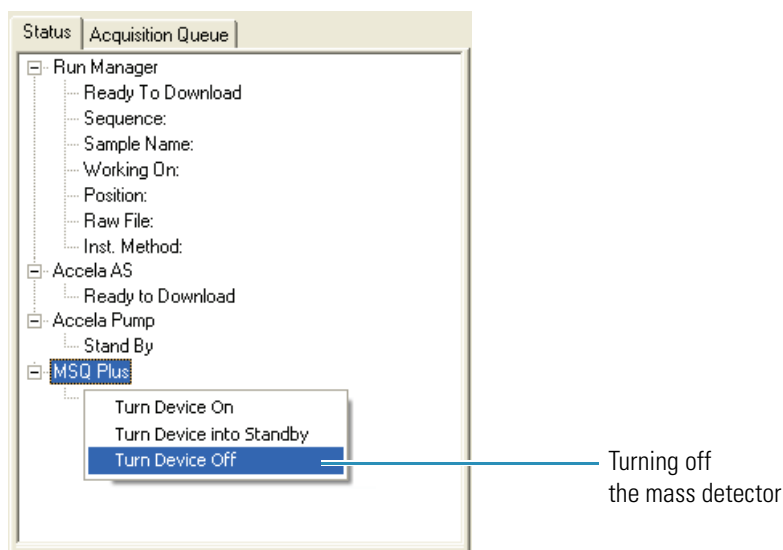 Status
Acquisition Queue
Run Manager
Ready To Download
Sequence:
Sample Name:
Working On:
Position:
Raw File:
Inst. Method:
Accela AS
Ready to Download
Accela Pump
Stand By
MSQ Plus
Turn Device On
Turn Device into Standby
Turn Device Off
Turning off
the mass detector